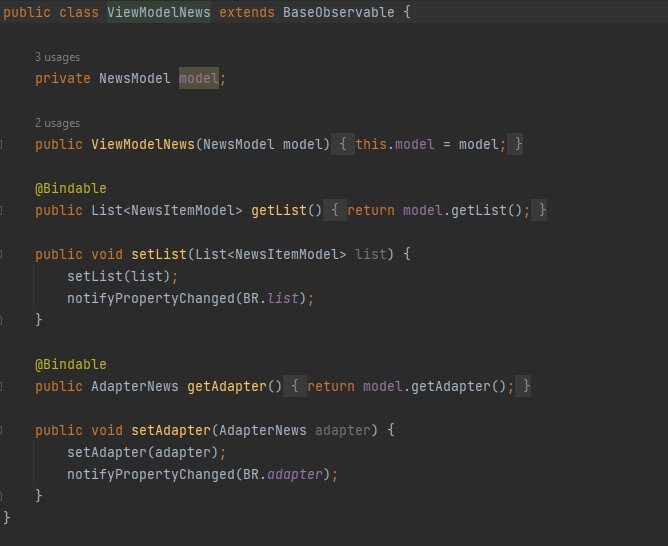 public class ViewModelNews extends BaseObservable {
3 usages
private NewsModel model;
2 usages
public ViewModelNews(NewsModel model) { this.model = model; }
@Bindable
public List<NewsItemModel> getList() { return model.getList(); }
public void setList(List<NewsItemModel> list) {
setList(list);
notifyPropertyChanged(BR.list);
}
@Bindable
public AdapterNews getAdapter() { return model.getAdapter(); }
public void setAdapter(AdapterNews adapter) {
setAdapter(adapter);
notifyPropertyChanged(BR.adapter);
}
}